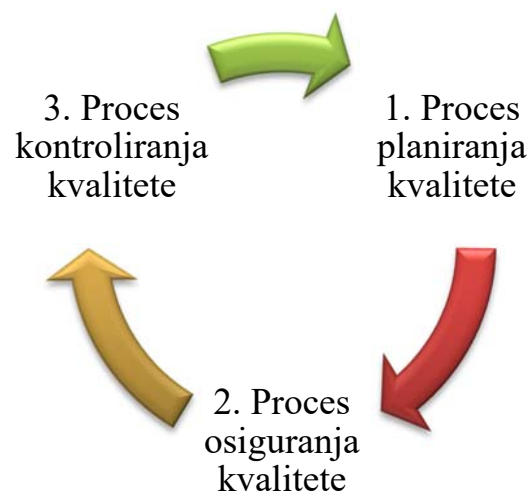 3. Proces
kontroliranja
kvalitete
1. Proces
planiranja
kvalitete
2. Proces
osiguranja
kvalitete